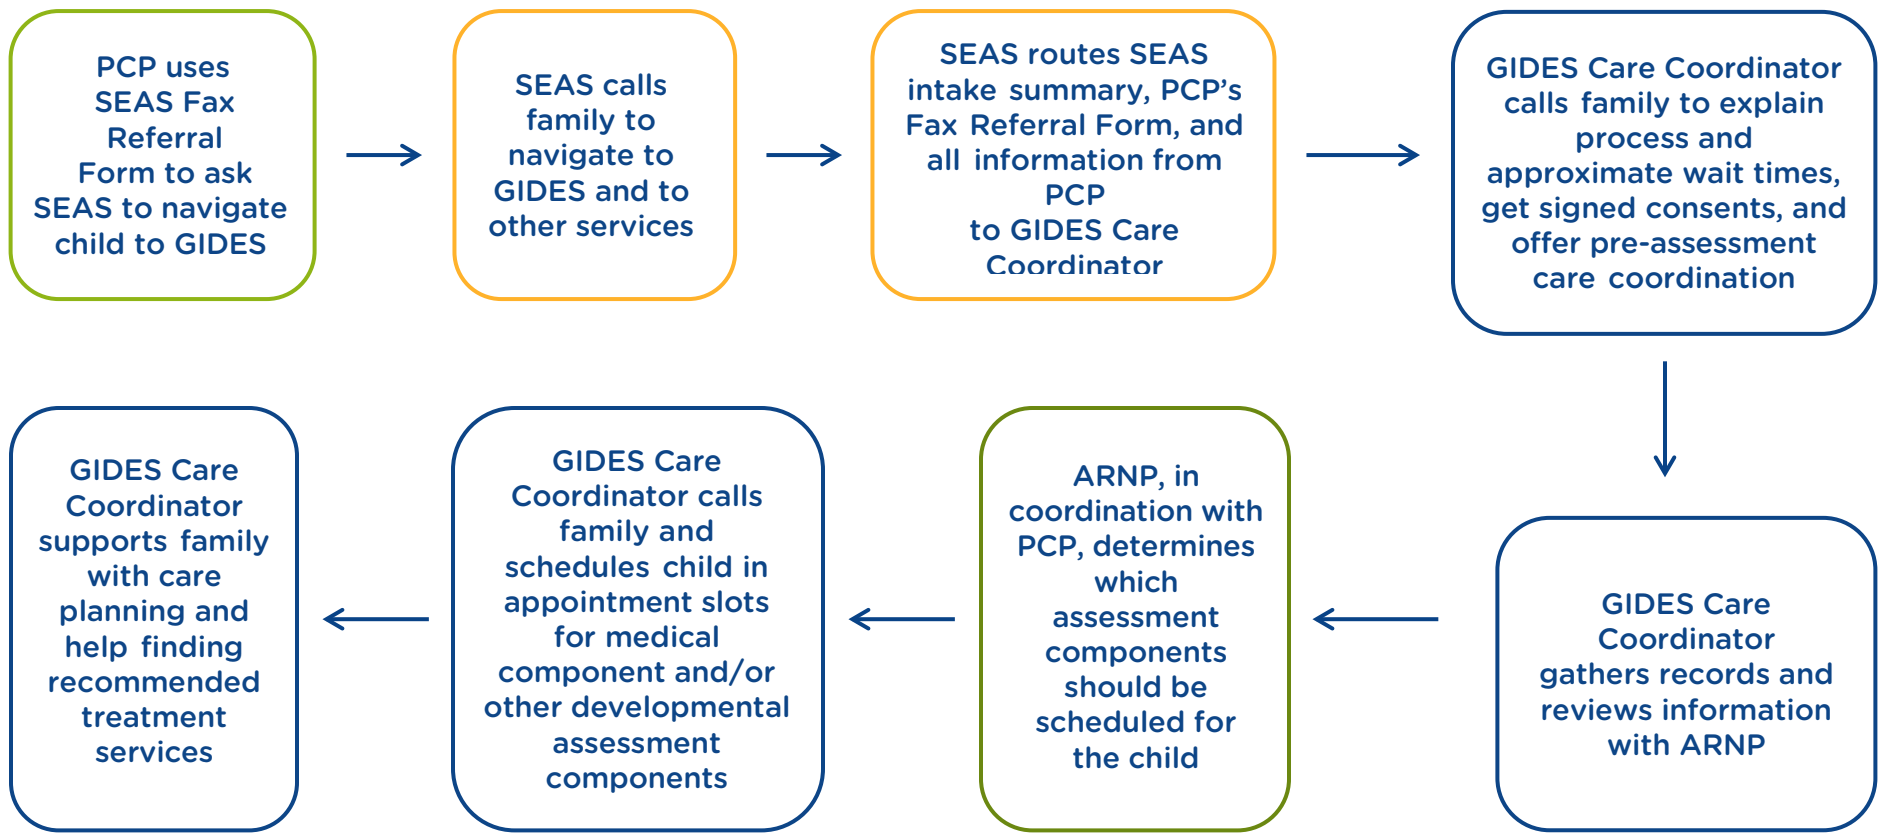 PCP uses
SEAS Fax
Referral
Form to ask
SEAS to navigate
child to GIDES
SEAS calls
family to
navigate to
GIDES and to
other services
SEAS routes SEAS
intake summary, PCP’s
Fax Referral Form, and
all information from
PCP
to GIDES Care
Coordinator
GIDES Care Coordinator
calls family to explain
process and
approximate wait times,
get signed consents, and
offer pre-assessment
care coordination
GIDES Care
Coordinator
gathers records and
reviews information
with ARNP
ARNP, in
coordination with
PCP, determines
which
assessment
components
should be
scheduled for
the child
GIDES Care
Coordinator calls
family and
schedules child in
appointment slots
for medical
component and/or
other developmental
assessment
components
GIDES Care
Coordinator
supports family
with care
planning and
help finding
recommended
treatment
services